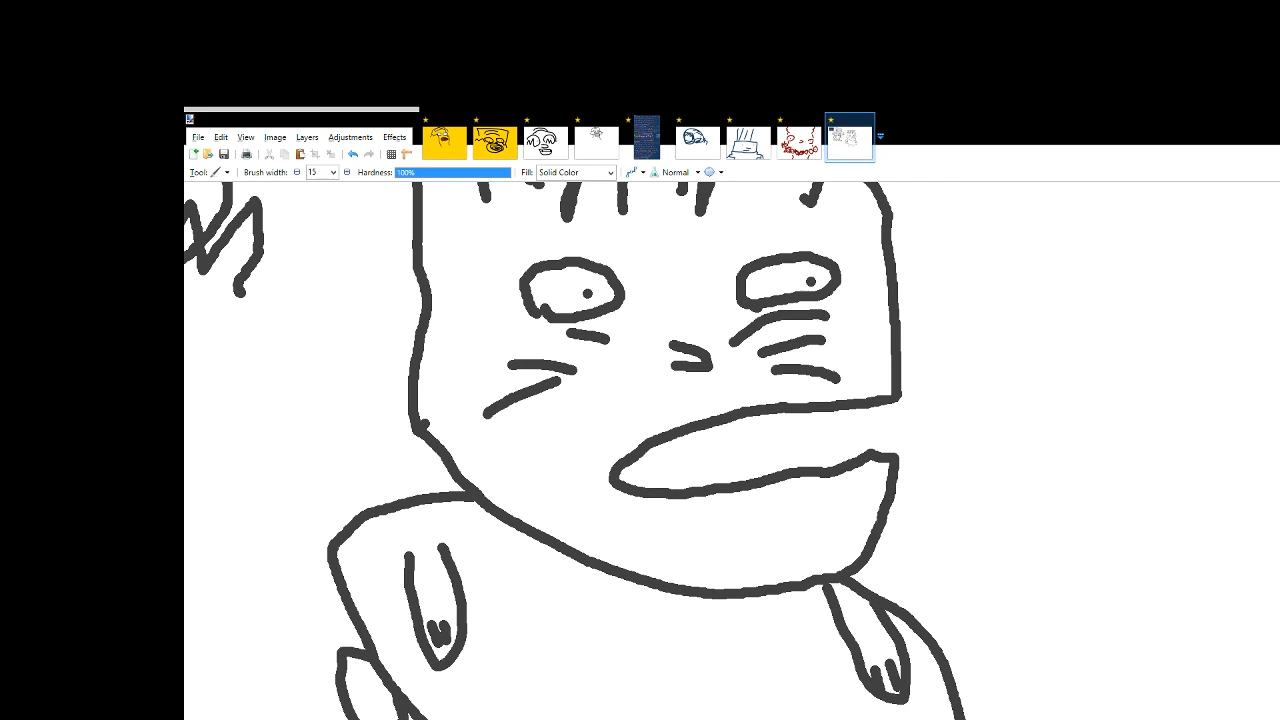 File Edit View Image Layers Adjustments Effects
Tool: Brush width: 15 Hardness: 100% Fill: Solid Color Normal